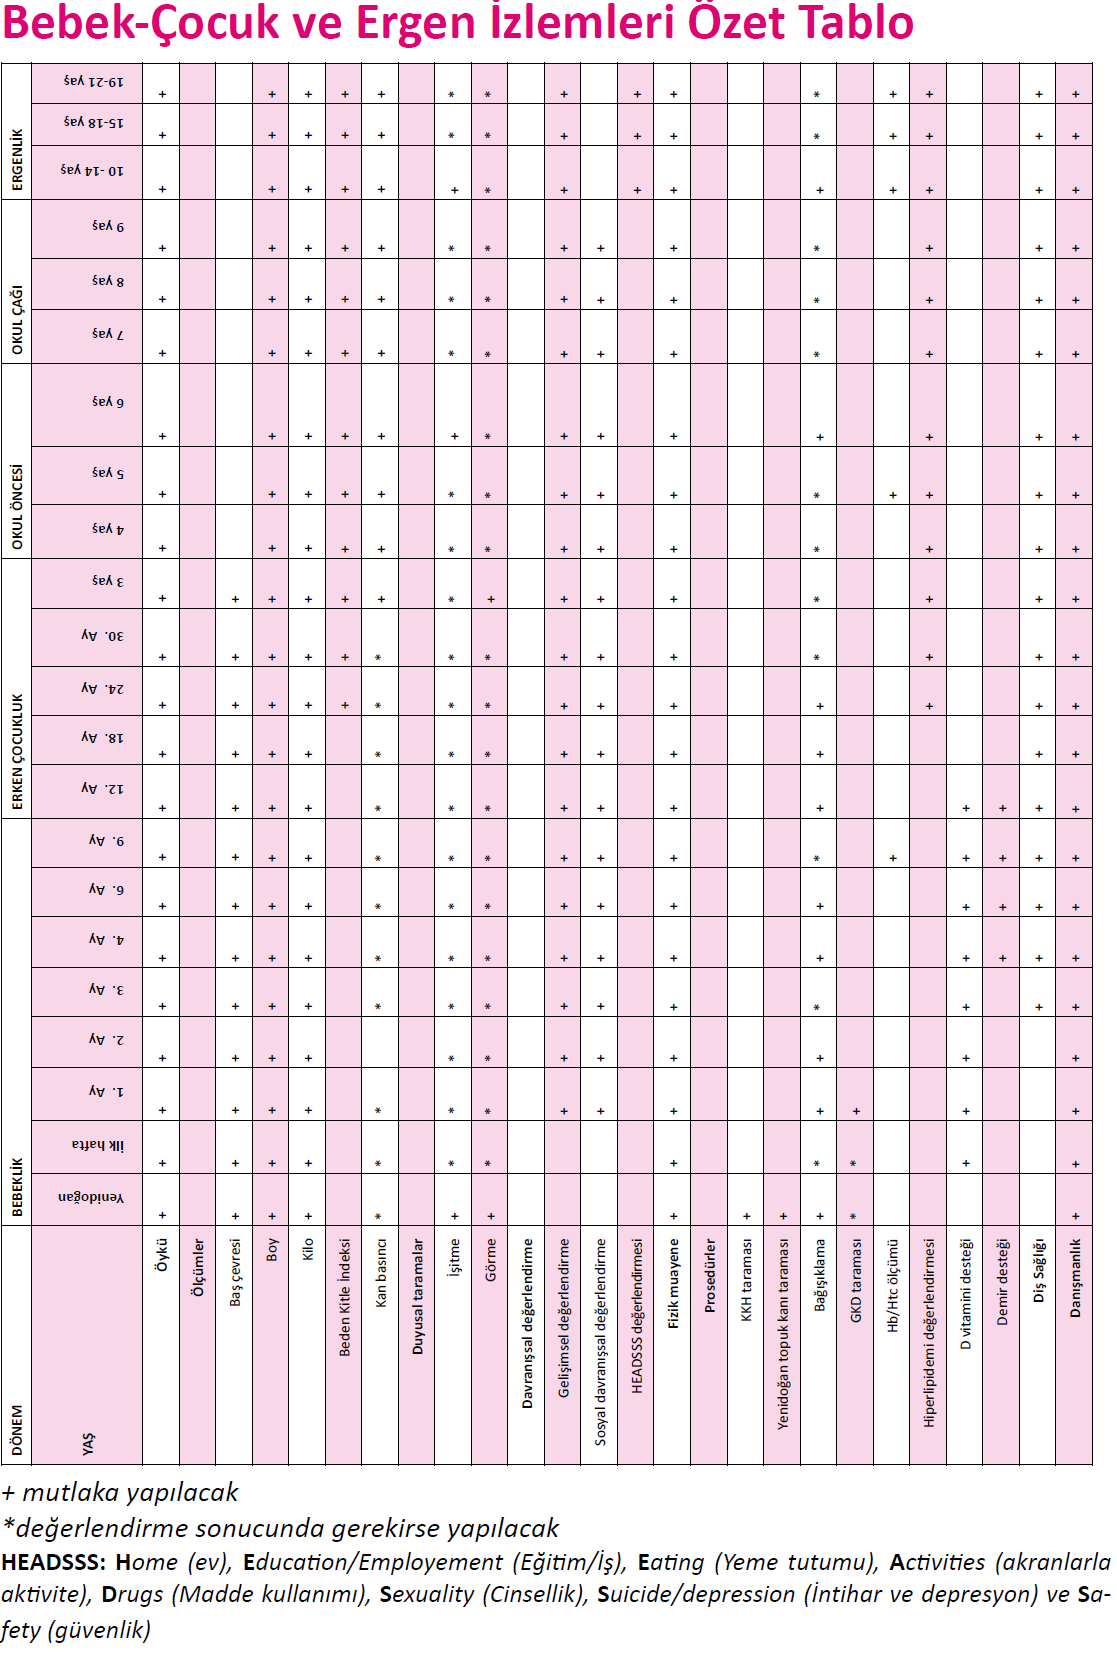 Bebek-Çocuk ve Ergen İzlemleri Özet Tablo
DÖNEM BEBEKLİK ERKEN ÇOCUKLUK OKUL ÖNCESİ OKUL ÇAĞI ERGENLİK
YAŞ Yenidoğan İlk hafta 1. Ay 2. Ay 3. Ay 4. Ay 6. Ay 9. Ay 12. Ay 18. Ay 24. Ay 30. Ay 3 yaş 4 yaş 5 yaş 6 yaş 7 yaş 8 yaş 9 yaş 10 -14 yaş 15-18 yaş 19-21 yaş
Öykü + + + + + + + + + + + + + + + + + + + + + +
Ölçümler
Baş çevresi + + + + + + + + + + + + +
Boy + + + + + + + + + + + + + + + + + + + + + +
Kilo + + + + + + + + + + + + + + + + + + + + + +
Beden Kitle İndeksi + + + + + + + + + + + +
Kan basıncı * * * * * * * * * * * + + + + + + + + + +
Duyusal taramalar
İşitme + * * * * * * * * * * * * * * + * * * + * *
Görme + * * * * * * * * * * * + * * * * * * * * *
Davranışsal değerlendirme
Gelişimsel değerlendirme + + + + + + + + + + + + + + + + + + + +
Sosyal davranışsal değerlendirme + + + + + + + + + + + + + + + + +
HEADSSS değerlendirmesi + + +
Fizik muayene + + + + + + + + + + + + + + + + + + + + + +
Prosedürler
KKH taraması +
Yenidoğan topuk kanı taraması +
Bağışıklama + * + + * + + * + + + * * * * + * * * + * *
GKD taraması * * +
Hb/Htc ölçümü + + + + +
Hiperlipidemi değerlendirmesi + + + + + + + + + + + +
D vitamini desteği + + + + + + + +
Demir desteği + + + +
Diş Sağlığı + + + + + + + + + + + + + + + + + +
Danışmanlık + + + + + + + + + + + + + + + + + + + + + +
+ mutlaka yapılacak
*değerlendirme sonucunda gerekirse yapılacak
HEADSSS: Home (ev), Education/Employement (Eğitim/İş), Eating (Yeme tutumu), Activities (akranlarla
aktivite), Drugs (Madde kullanımı), Sexuality (Cinsellik), Suicide/depression (İntihar ve depresyon) ve Sa-
fety (güvenlik)